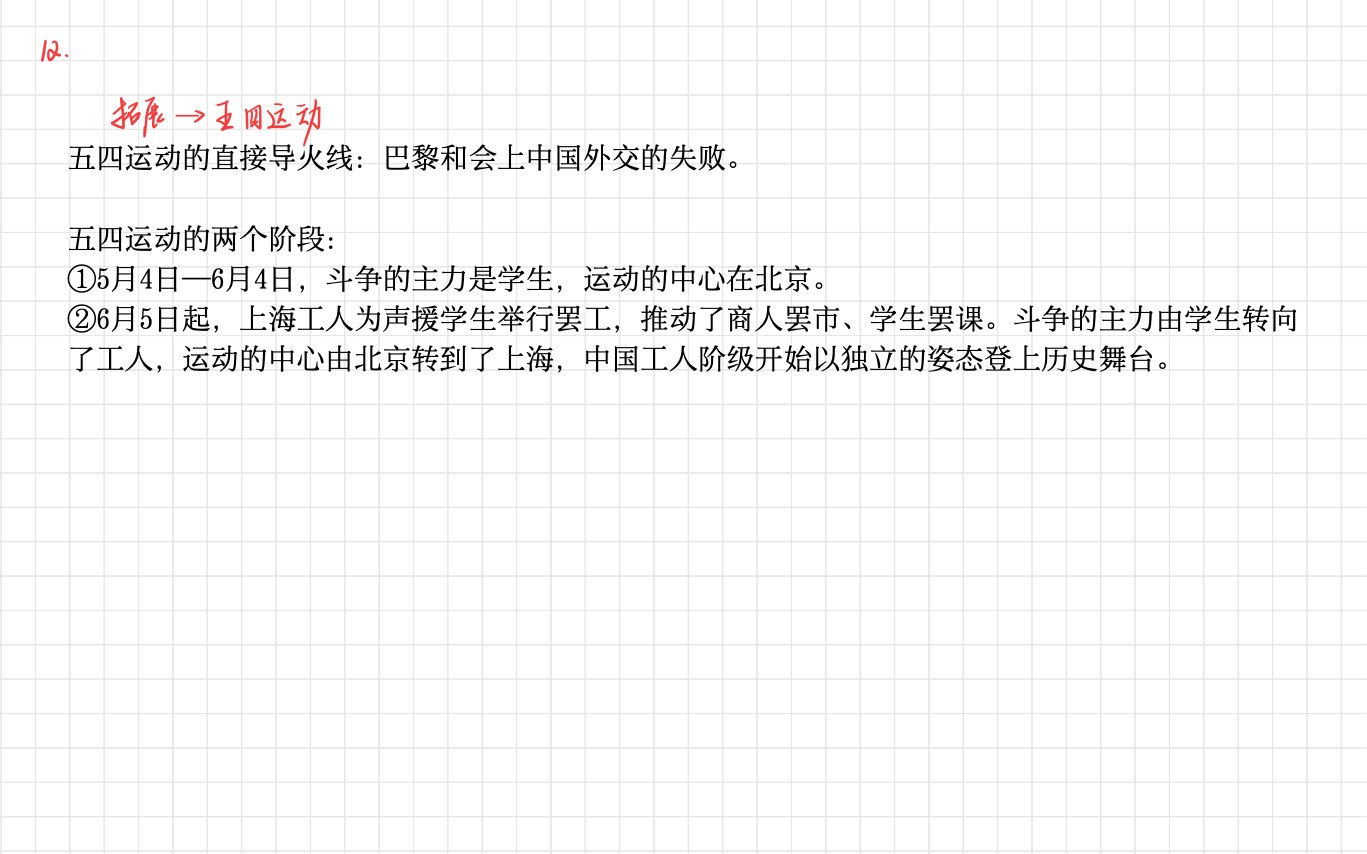 12.
拓展→五四运动
五四运动的直接导火线：巴黎和会上中国外交的失败。
五四运动的两个阶段：
①5月4日—6月4日，斗争的主力是学生，运动的中心在北京。
②6月5日起，上海工人为声援学生举行罢工，推动了商人罢市、学生罢课。斗争的主力由学生转向
了工人，运动的中心由北京转到了上海，中国工人阶级开始以独立的姿态登上历史舞台。